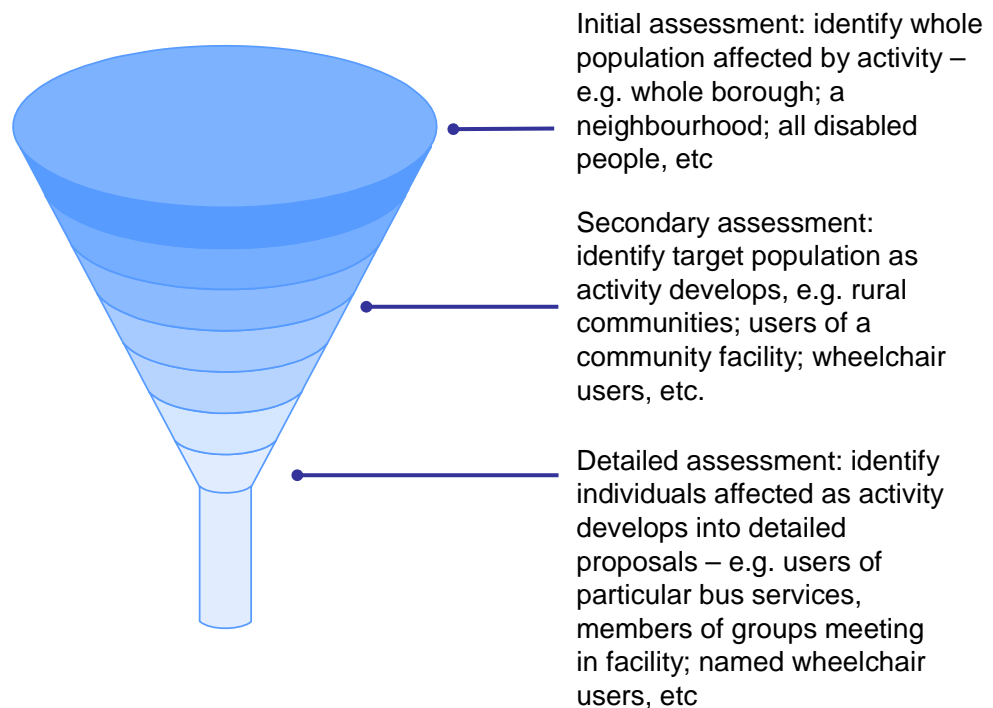 Initial assessment: identify whole
population affected by activity –
e.g. whole borough; a
neighbourhood; all disabled
people, etc
Secondary assessment:
identify target population as
activity develops, e.g. rural
communities; users of a
community facility; wheelchair
users, etc.
Detailed assessment: identify
individuals affected as activity
develops into detailed
proposals – e.g. users of
particular bus services,
members of groups meeting
in facility; named wheelchair
users, etc